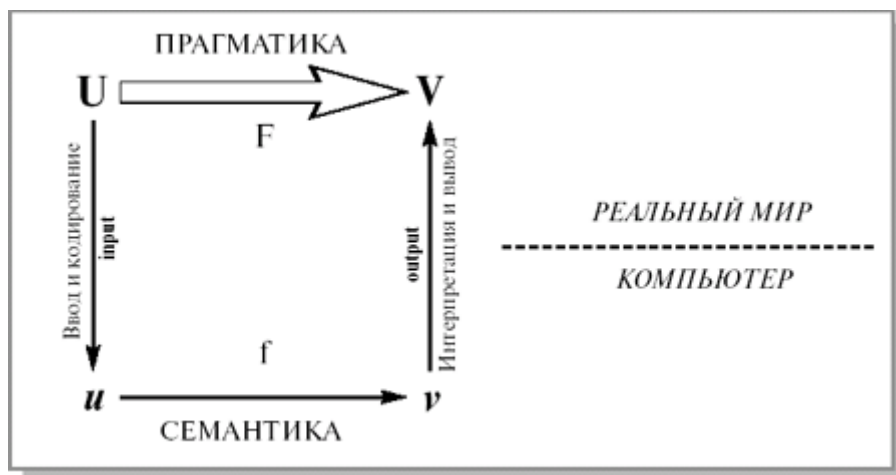 ПРАГМАТИКА
U
V
F
Ввод и кодирование
input
output
Интерпретация и вывод
РЕАЛЬНЫЙ МИР
КОМПЬЮТЕР
f
u
v
СЕМАНТИКА